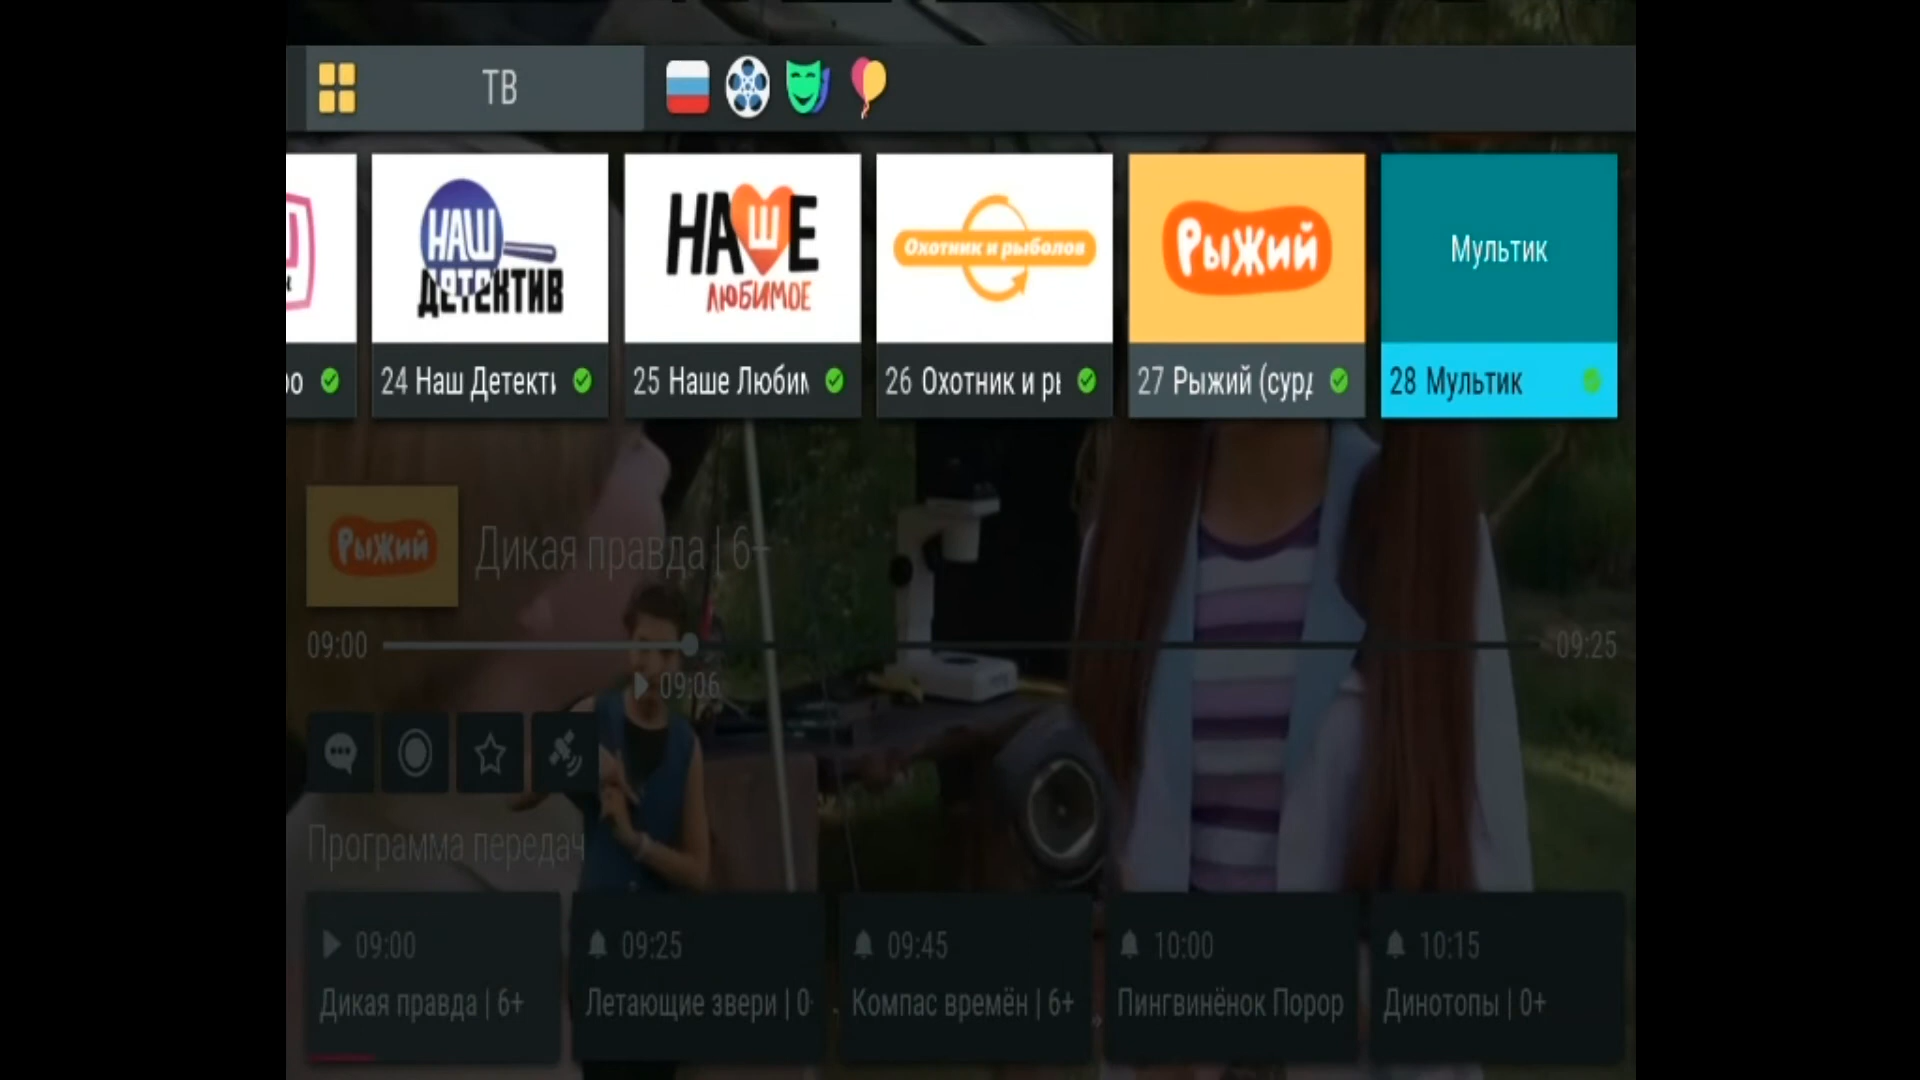 ТВ
НАШ
ДЕТЕКТИВ
НАШЕ
ЛЮБИМОЕ
Охотник и рыболов
Рыжий
Мультик
24 Наш Детекти
25 Наше Любим
26 Охотник и ры
27 Рыжий (сурд
28 Мультик
Рыжий
Дикая правда | 6+
09:00
09:25
09:06
Программа передач
09:00
Дикая правда | 6+
09:25
Летающие звери | 0
09:45
Компас времён | 6+
10:00
Пингвинёнок Порор
10:15
Динотопы | 0+